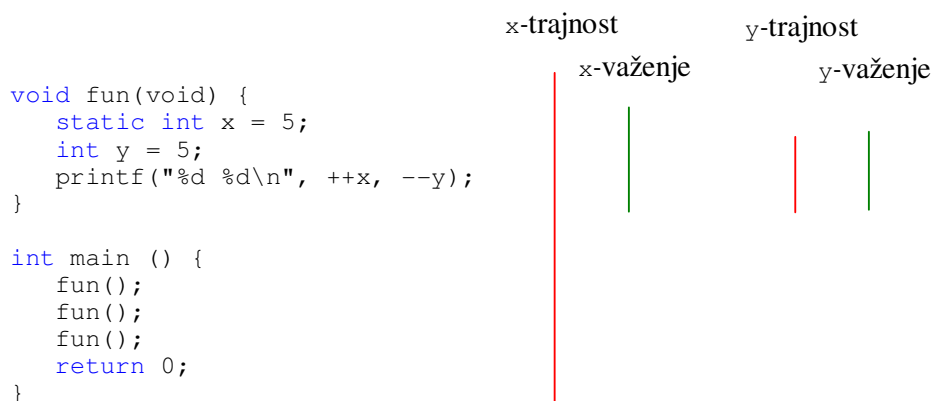 x-trajnost y-trajnost
x-važenje y-važenje
void fun(void) {
   static int x = 5;
   int y = 5;
   printf("%d %d\n", ++x, --y);
}
int main () {
   fun();
   fun();
   fun();
   return 0;
}